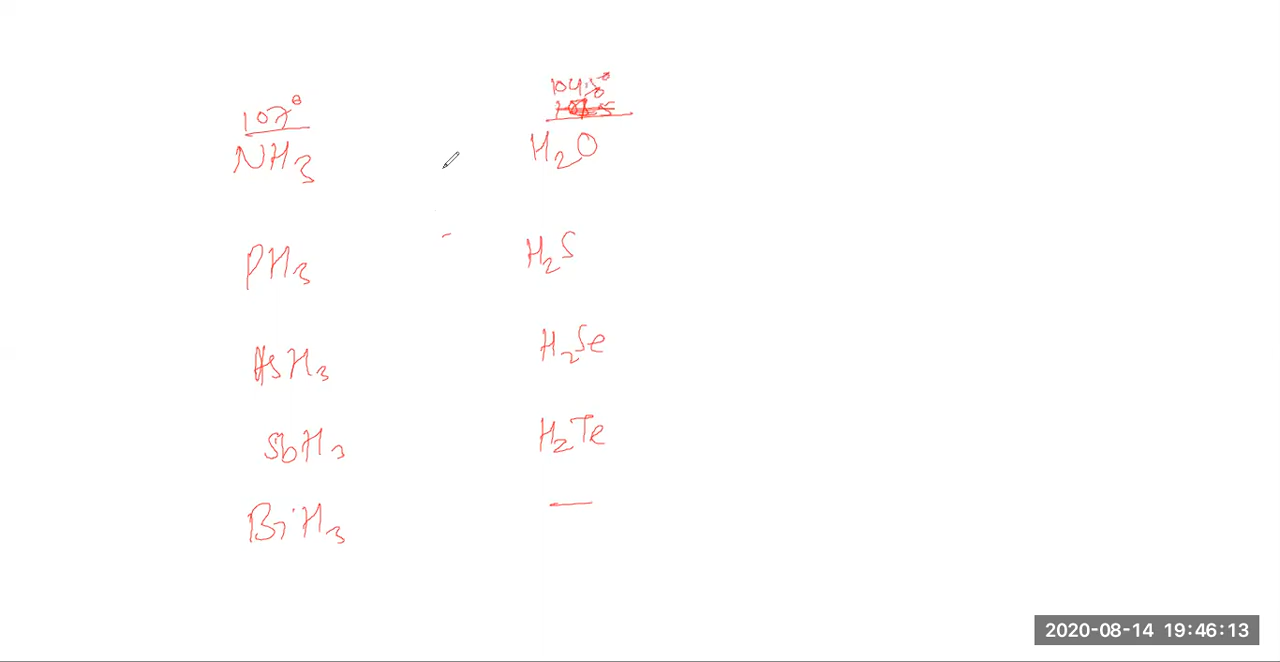 107°
NH3
PH3
AsH3
SbH3
BiH3
104.5°
H2O
H2S
H2Se
H2Te
—
2020-08-14 19:46:13